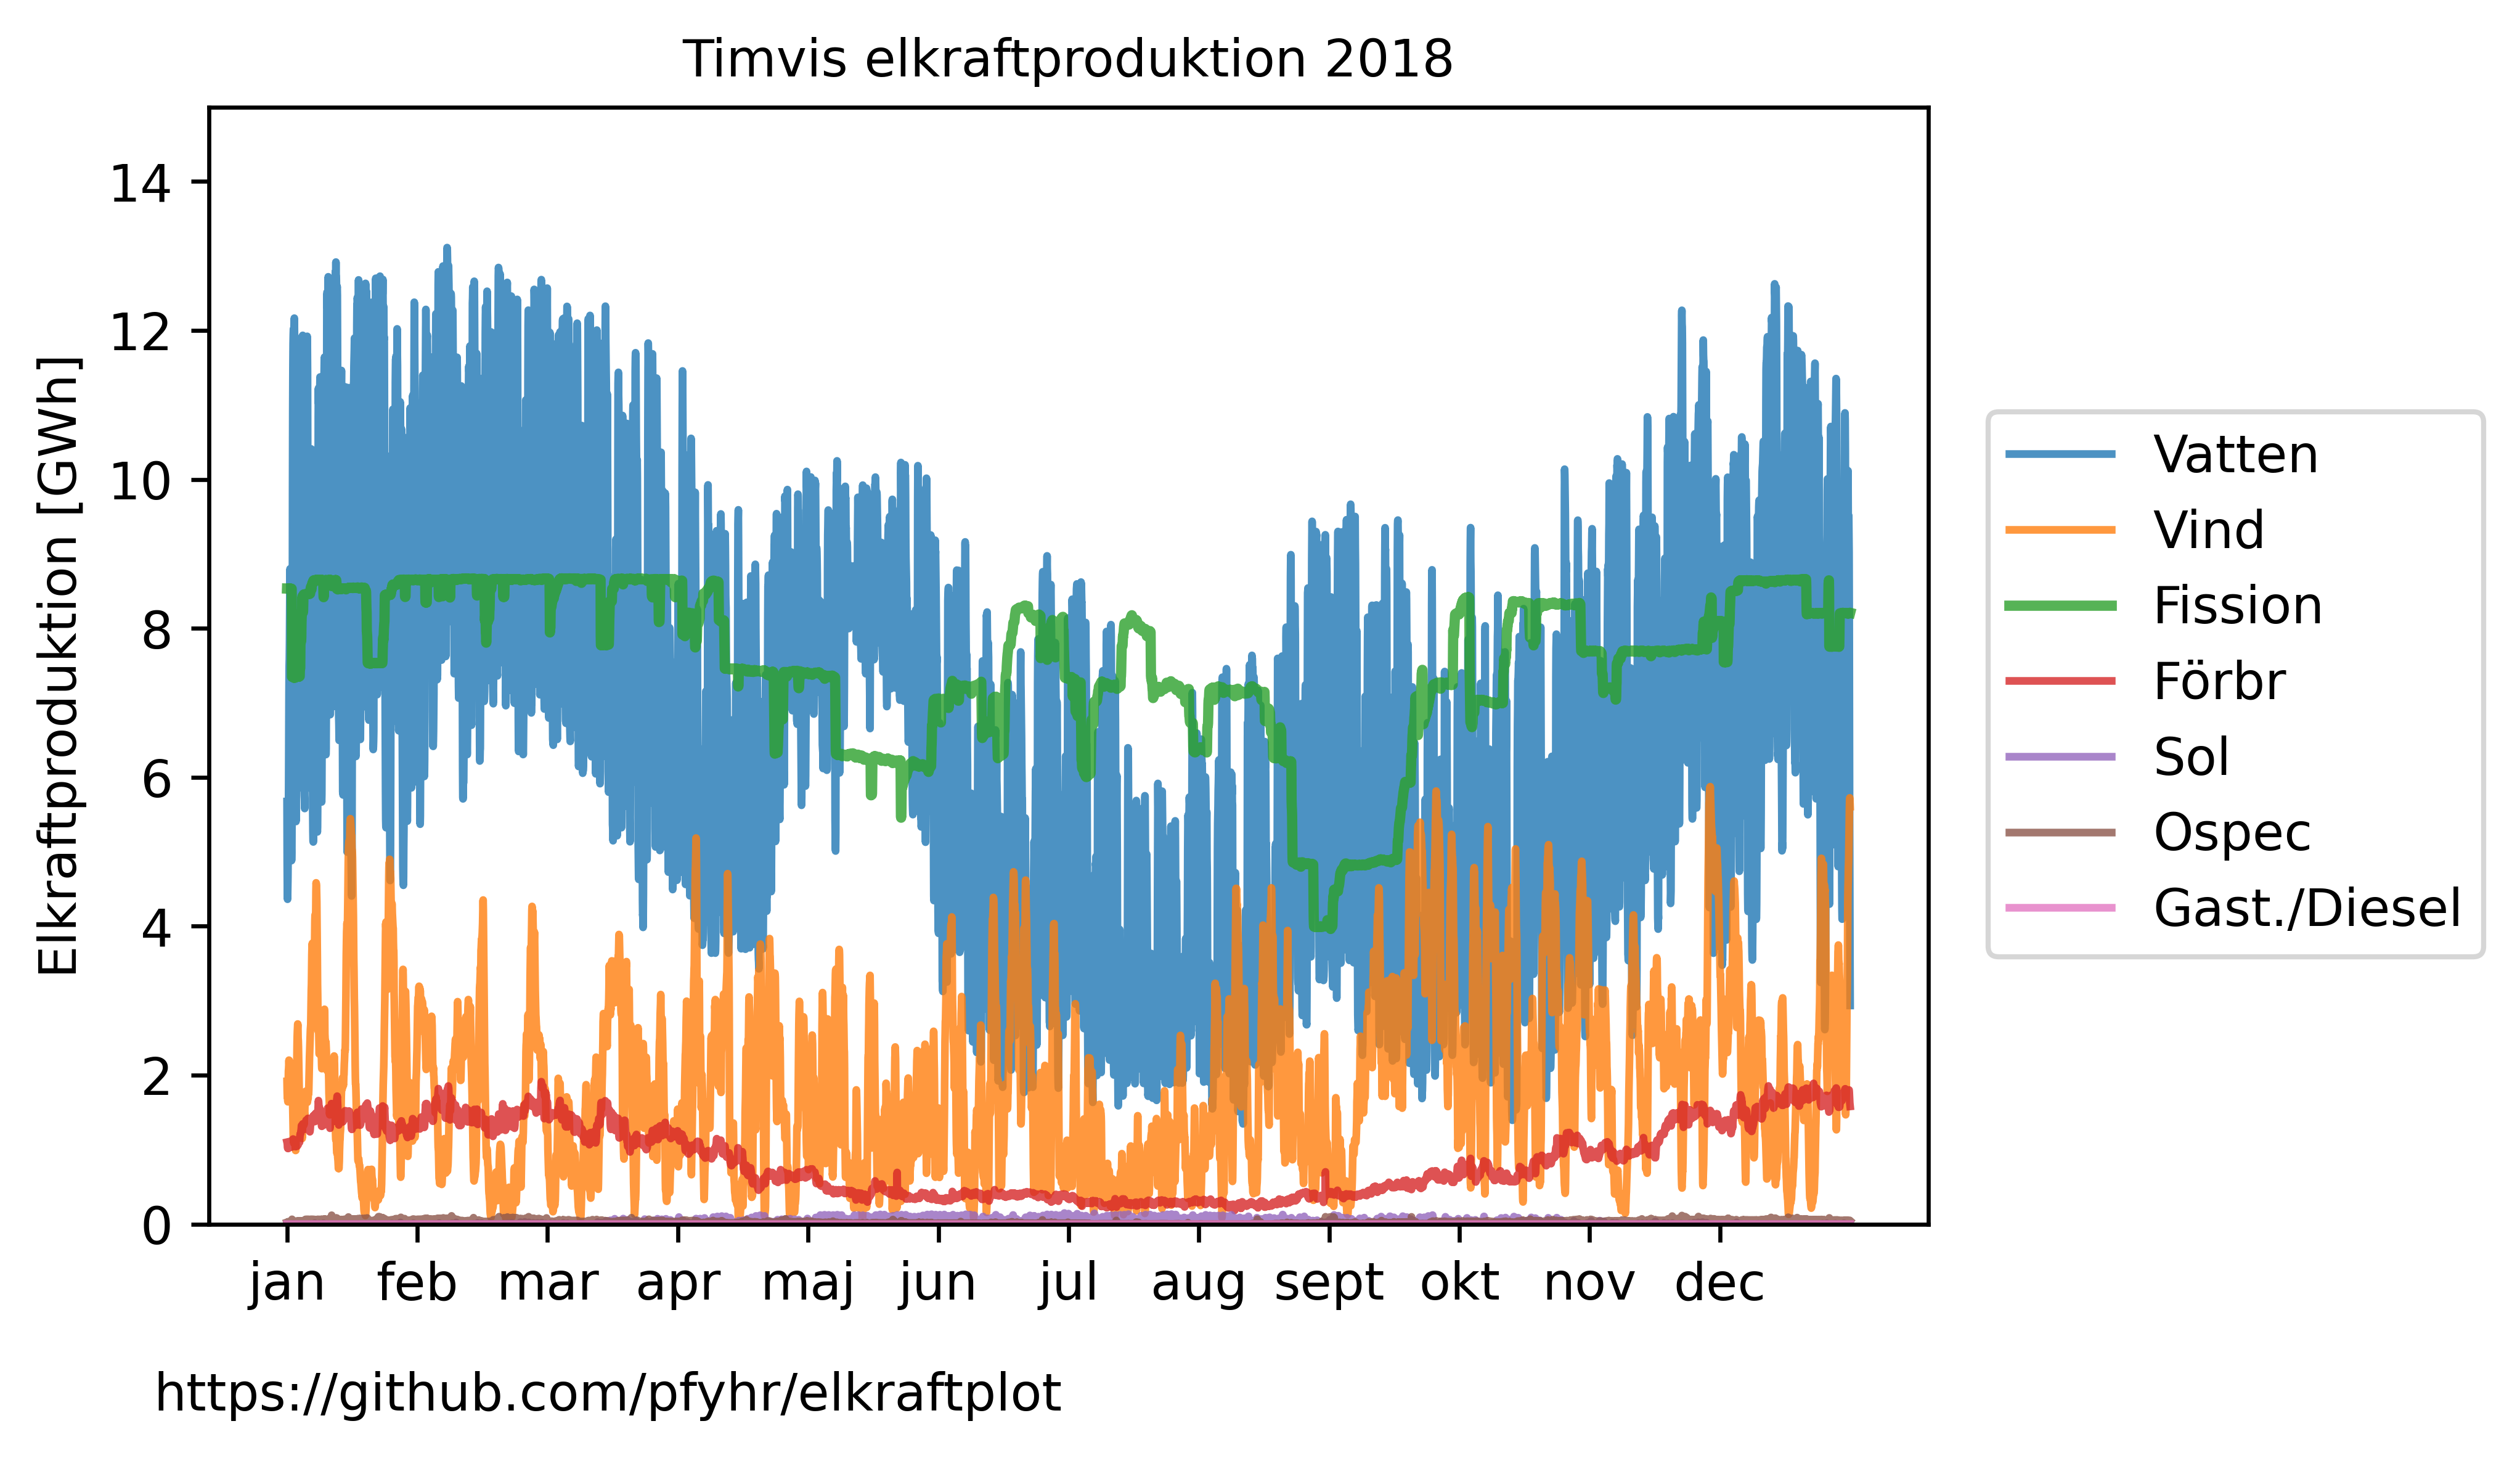 Timvis elkraftproduktion 2018
Elkraftproduktion [GWh]
14
12
10
8
6
4
2
0
jan feb mar apr maj jun jul aug sept okt nov dec
Vatten
Vind
Fission
Förbr
Sol
Ospec
Gast./Diesel
https://github.com/pfyhr/elkraftplot